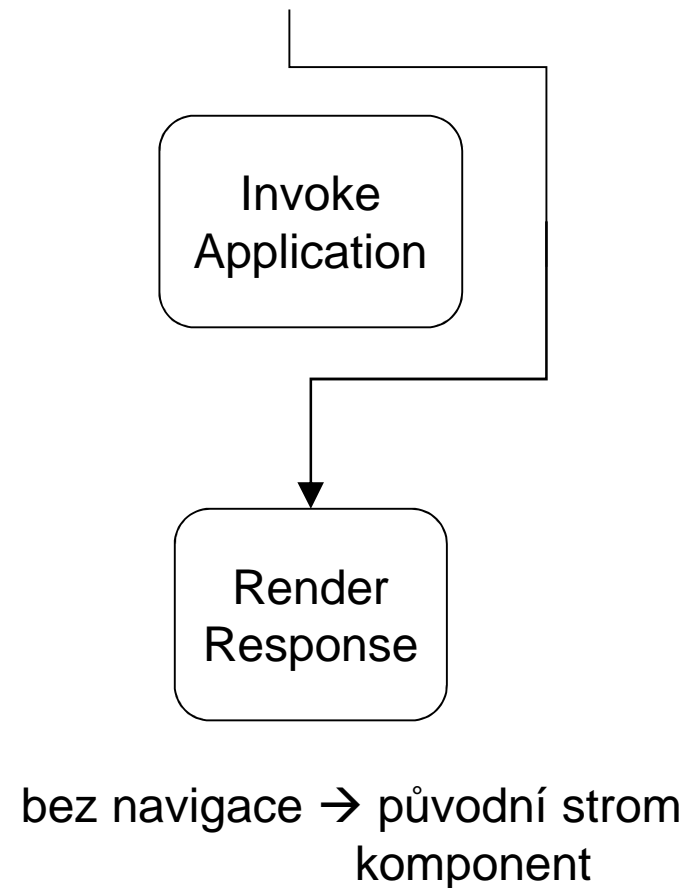 Invoke
Application
Render
Response
bez navigace → původní strom
komponent